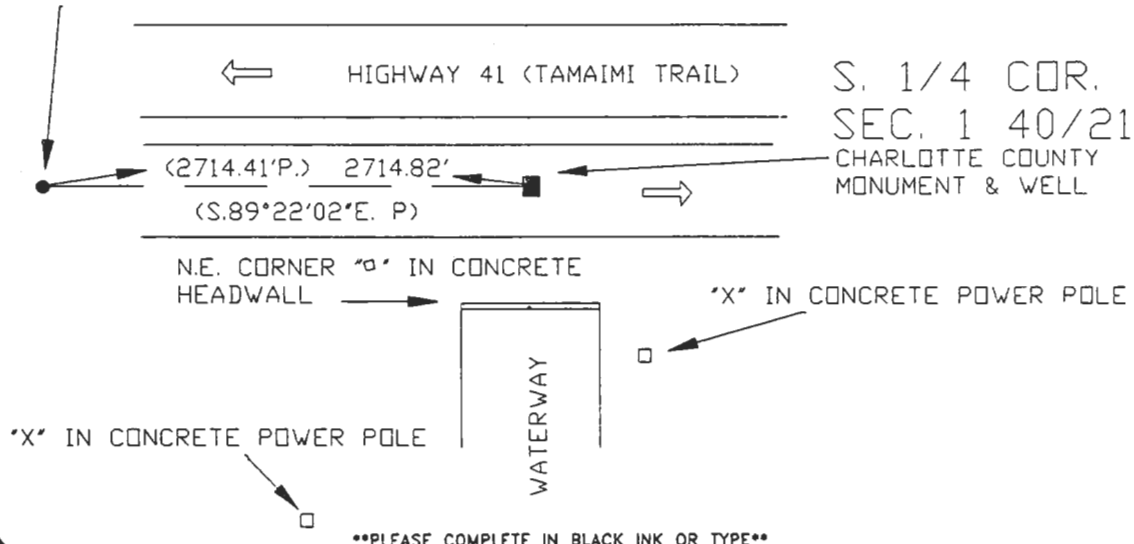 HIGHWAY 41 (TAMAIMI TRAIL)
S. 1/4 COR.
SEC. 1 40/21
CHARLOTTE COUNTY
MONUMENT & WELL
(2714.41'P.) 2714.82'
(S.89°22'02"E. P)
N.E. CORNER "□" IN CONCRETE
HEADWALL
"X" IN CONCRETE POWER POLE
WATERWAY
"X" IN CONCRETE POWER POLE
**PLEASE COMPLETE IN BLACK INK OR TYPE**